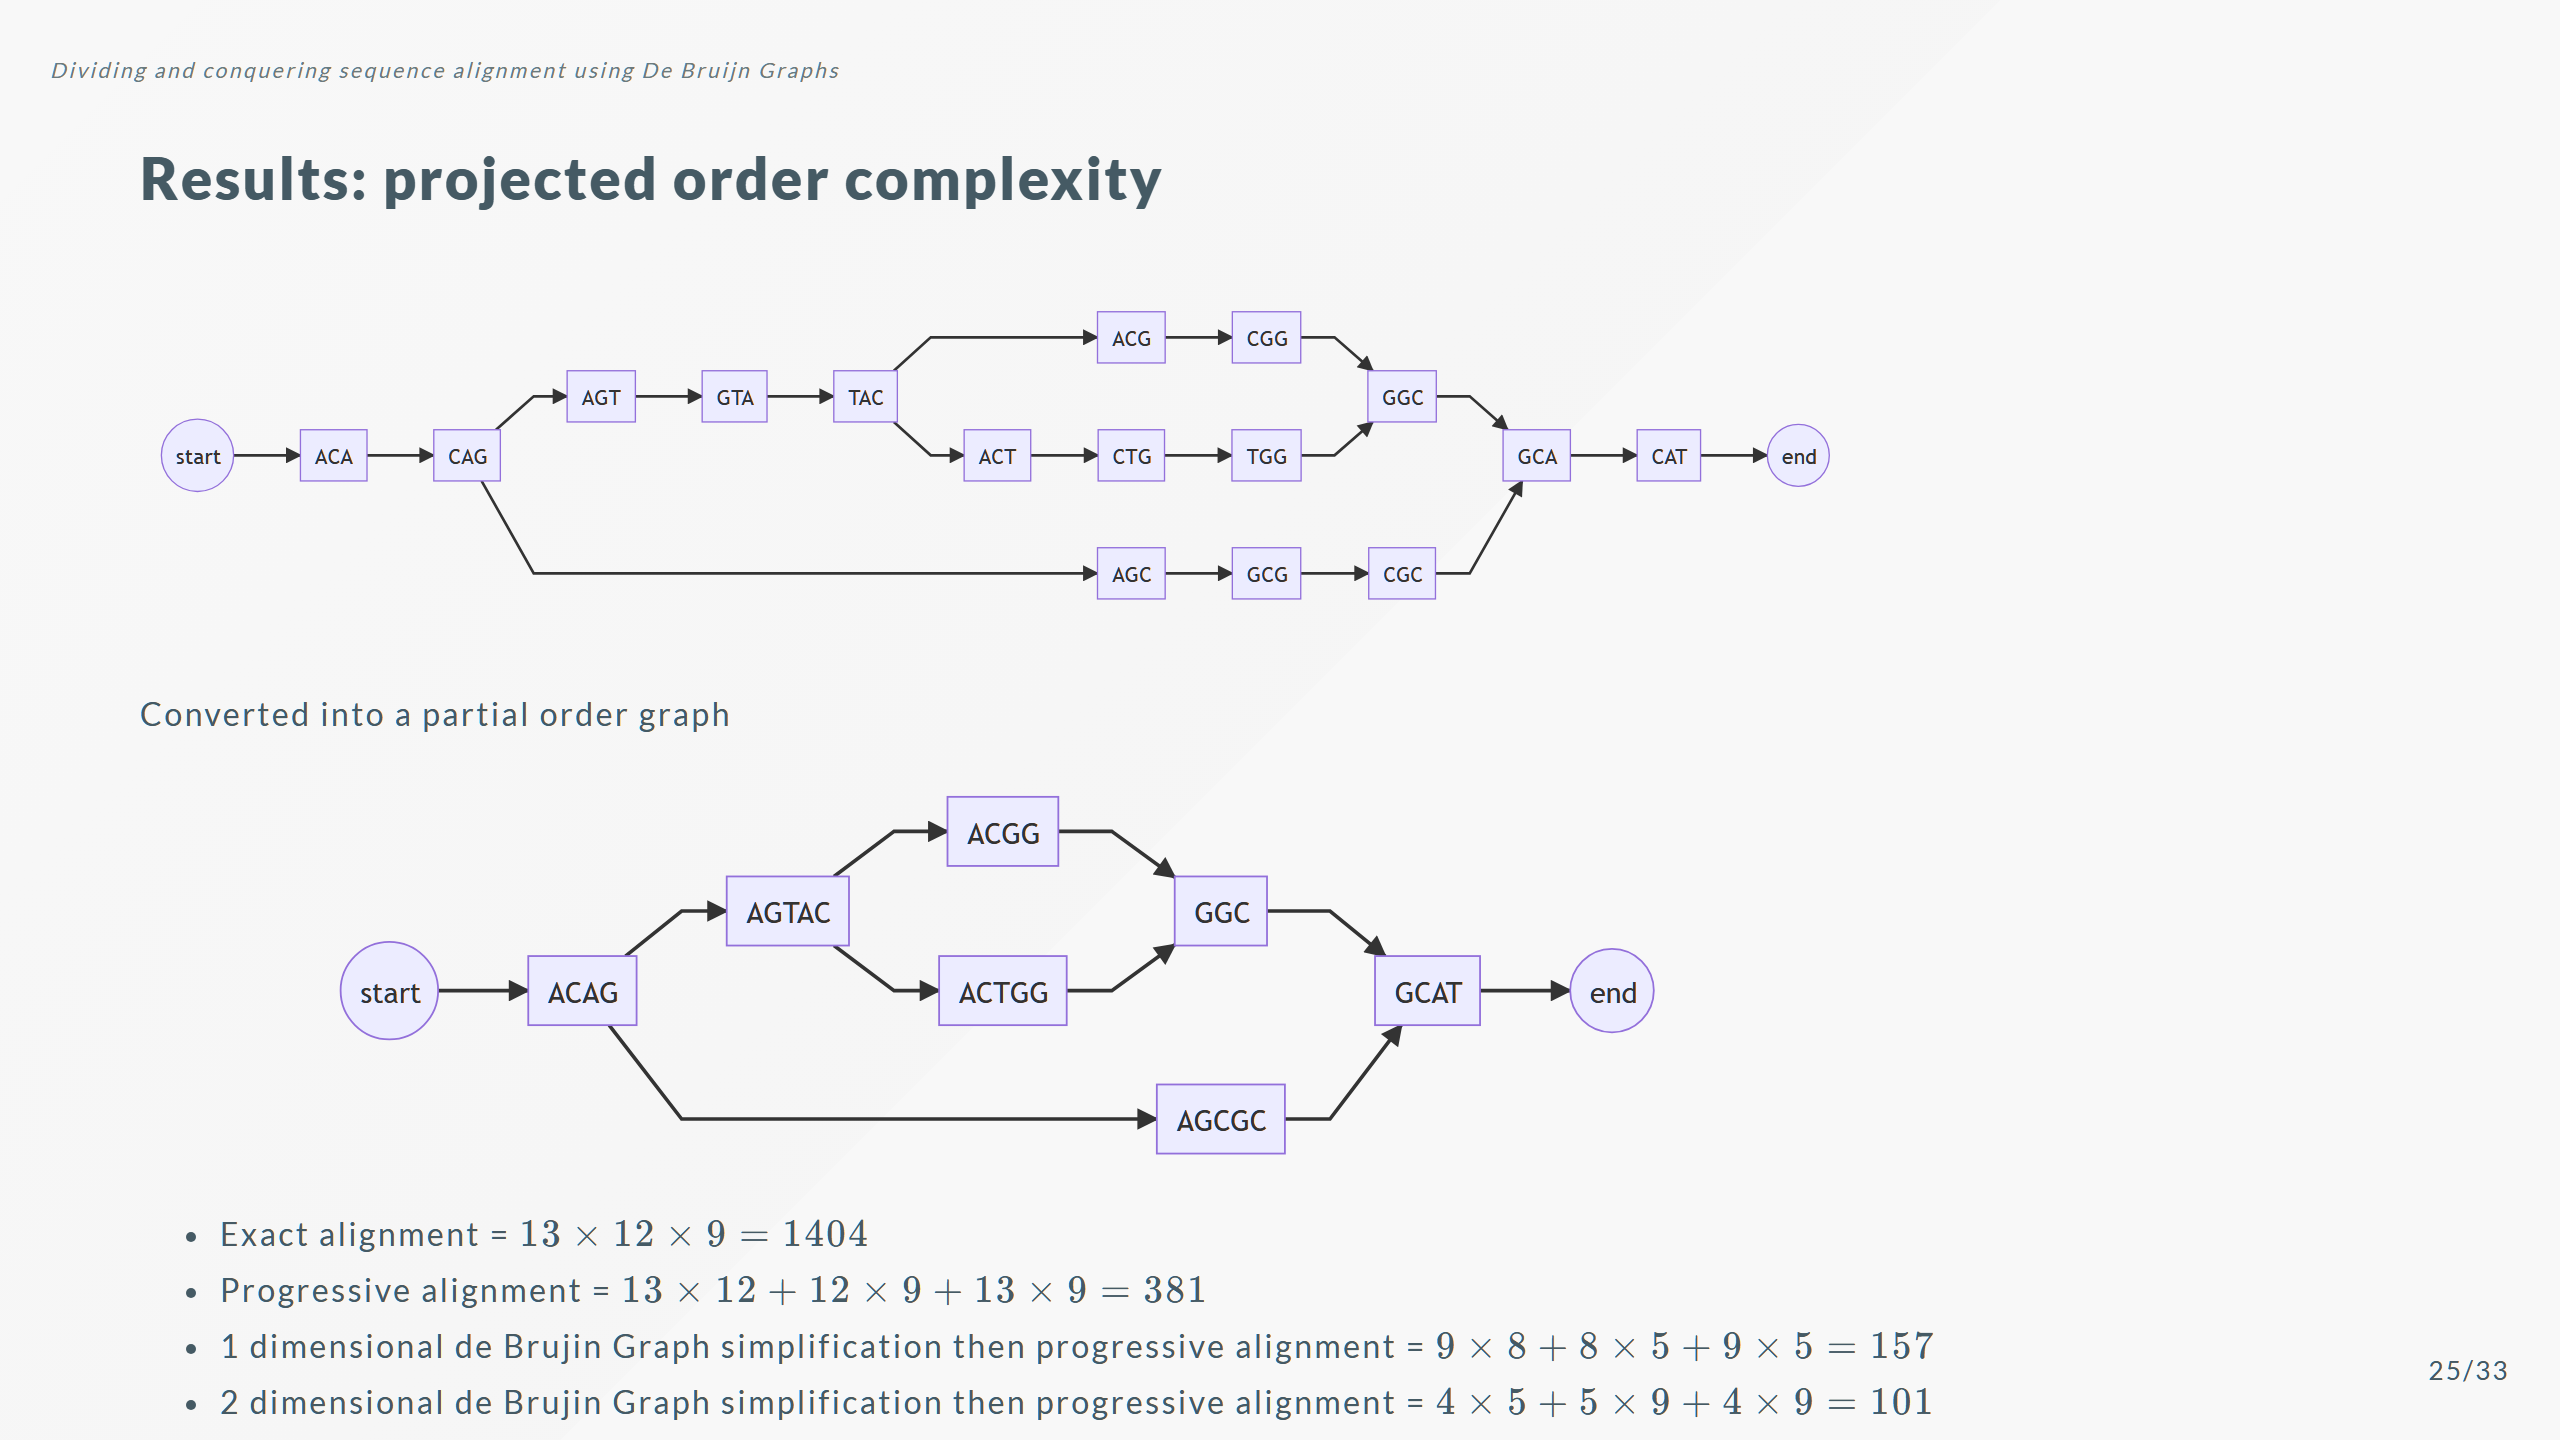 Dividing and conquering sequence alignment using De Bruijn Graphs
Results: projected order complexity
ACG CGG
AGT GTA TAC GGC
start ACA CAG ACT CTG TGG GCA CAT end
AGC GCG CGC
Converted into a partial order graph
ACGG
AGTAC GGC
start ACAG ACTGG GCAT end
AGCGC
• Exact alignment = 13 × 12 × 9 = 1404
• Progressive alignment = 13 × 12 + 12 × 9 + 13 × 9 = 381
• 1 dimensional de Brujin Graph simplification then progressive alignment = 9 × 8 + 8 × 5 + 9 × 5 = 157
• 2 dimensional de Brujin Graph simplification then progressive alignment = 4 × 5 + 5 × 9 + 4 × 9 = 101
25/33